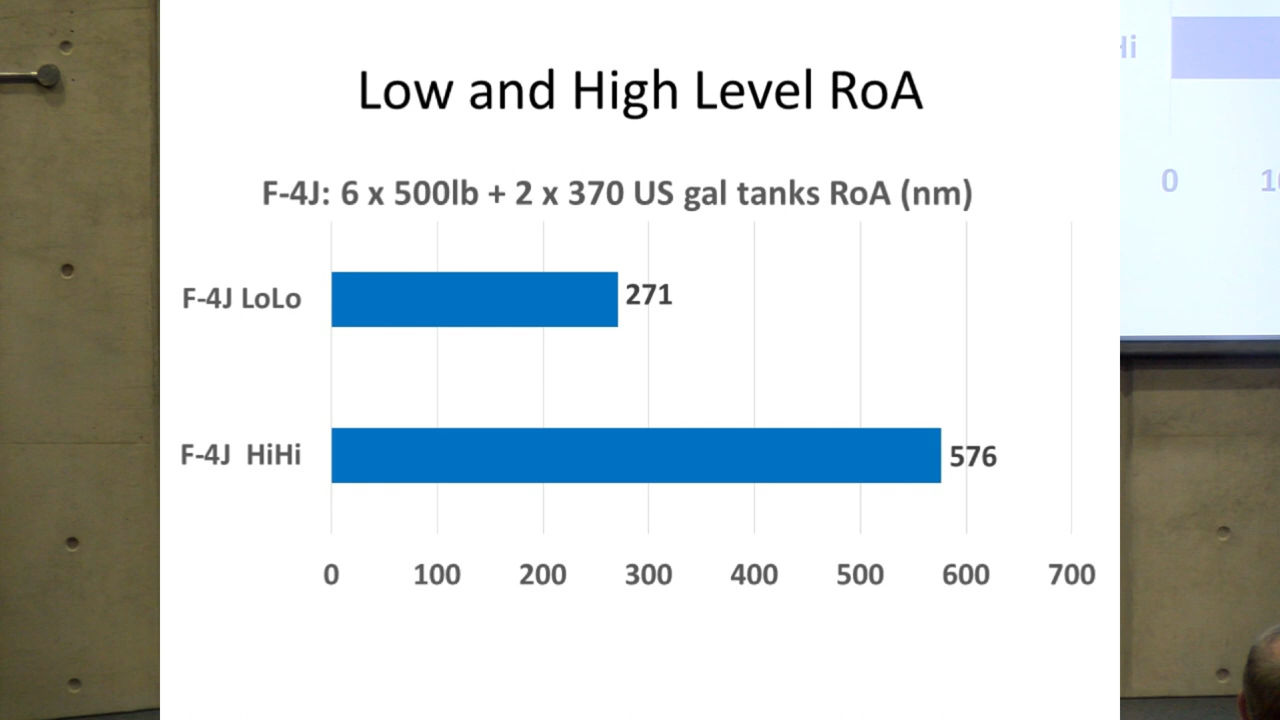 Low and High Level RoA
F-4J: 6 x 500lb + 2 x 370 US gal tanks RoA (nm)
F-4J LoLo
271
F-4J HiHi
576
0 100 200 300 400 500 600 700
0